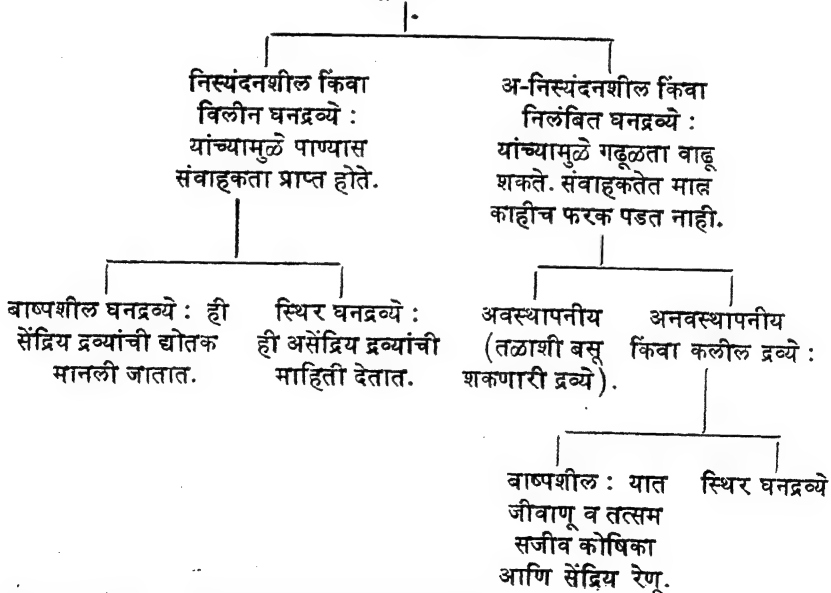 निस्यंदनशील किंवा
विलीन घनद्रव्ये :
यांच्यामुळे पाण्यास
संवाहकता प्राप्त होते.
अ-निस्यंदनशील किंवा
निलंबित घनद्रव्ये :
यांच्यामुळे गढूळता वाढू
शकते. संवाहकतेत मात्र
काहीच फरक पडत नाही.
बाष्पशील घनद्रव्ये : ही
सेंद्रिय द्रव्यांची द्योतक
मानली जातात.
स्थिर घनद्रव्ये :
ही असेंद्रिय द्रव्यांची
माहिती देतात.
अवस्थापनीय
(तळाशी बसू
शकणारी द्रव्ये).
अनवस्थापनीय
किंवा कलील द्रव्ये :
बाष्पशील : यात
जीवाणू व तत्सम
सजीव कोषिका
आणि सेंद्रिय रेणू.
स्थिर घनद्रव्ये